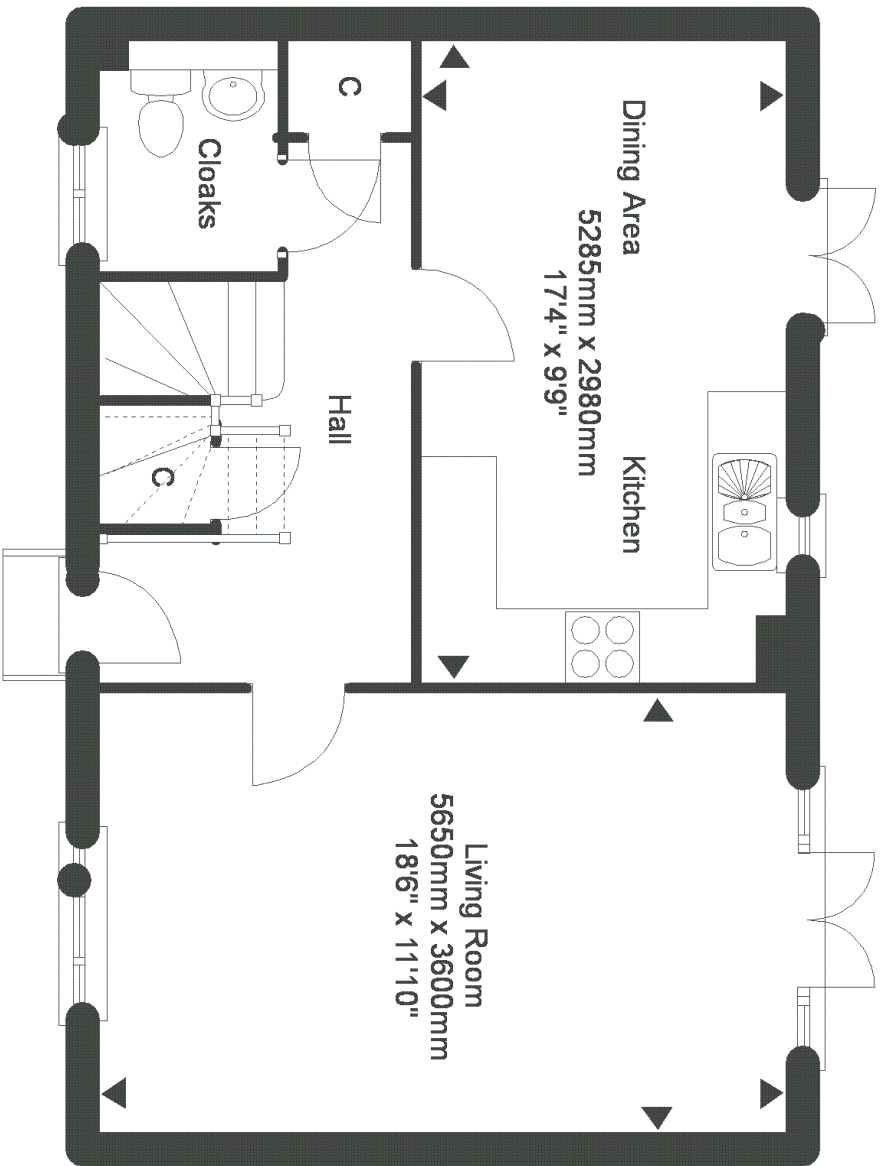 Dining Area
Kitchen
5285mm x 2980mm
17'4" x 9'9"
C
Cloaks
Hall
C
Living Room
5650mm x 3600mm
18'6" x 11'10"